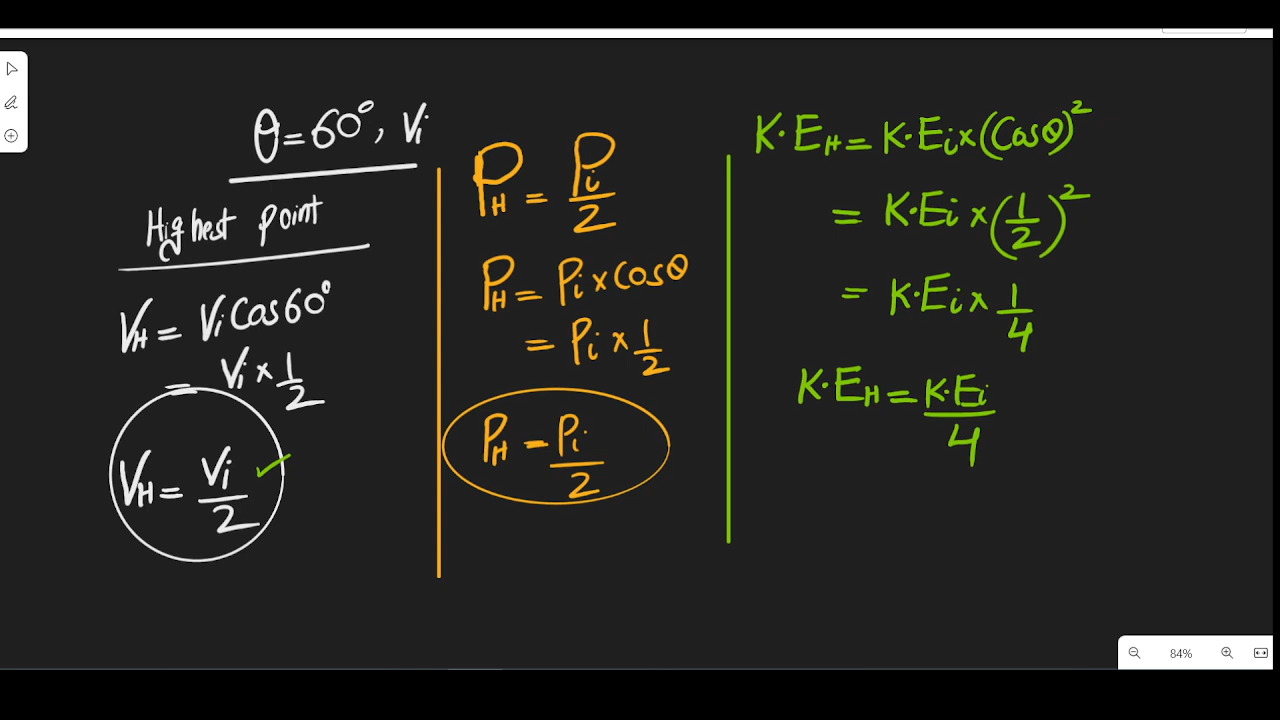 θ = 60°, Vi
Highest point
VH = Vi Cos60°
= Vi × 1/2
VH = Vi/2 ✓
PH = Pi/2
PH = Pi × Cosθ
= Pi × 1/2
PH = Pi/2
K·EH = K·Ei × (Cosθ)²
= K·Ei × (1/2)²
= K·Ei × 1/4
K·EH = K·Ei/4
84%